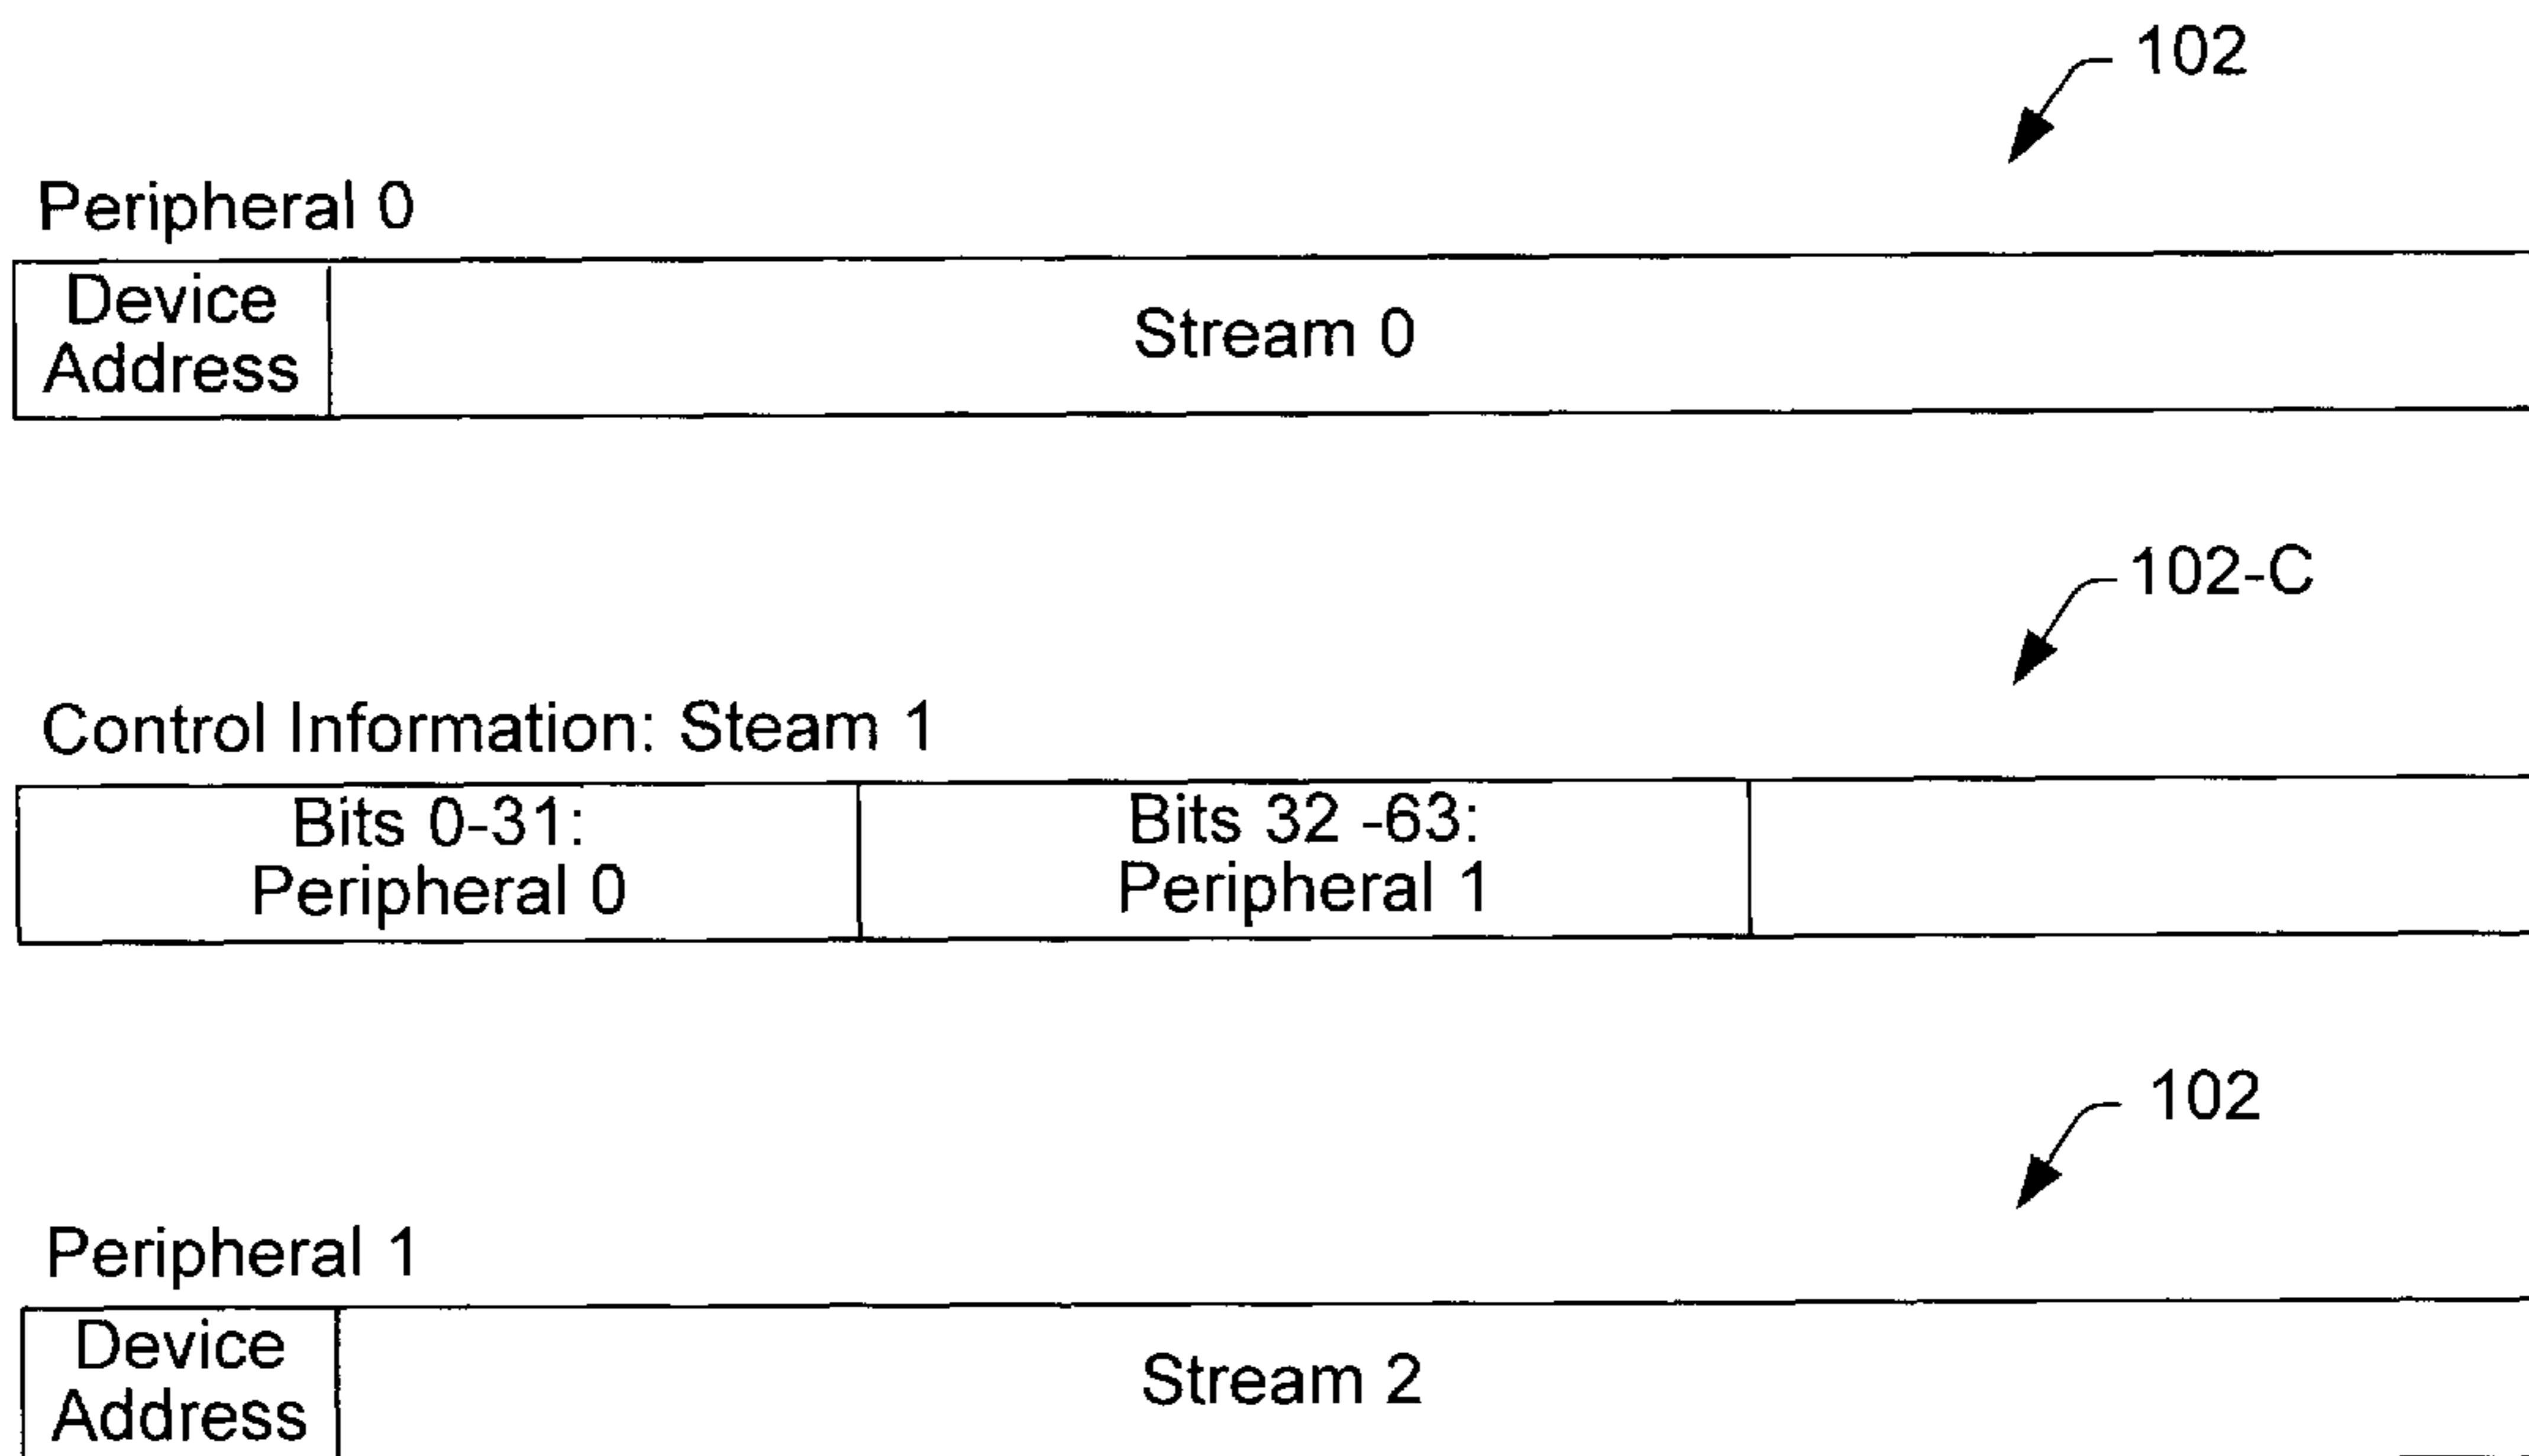 102
Peripheral 0
Device
Address
Stream 0
102-C
Control Information: Steam 1
Bits 0-31:
Peripheral 0
Bits 32 -63:
Peripheral 1
102
Peripheral 1
Device
Address
Stream 2